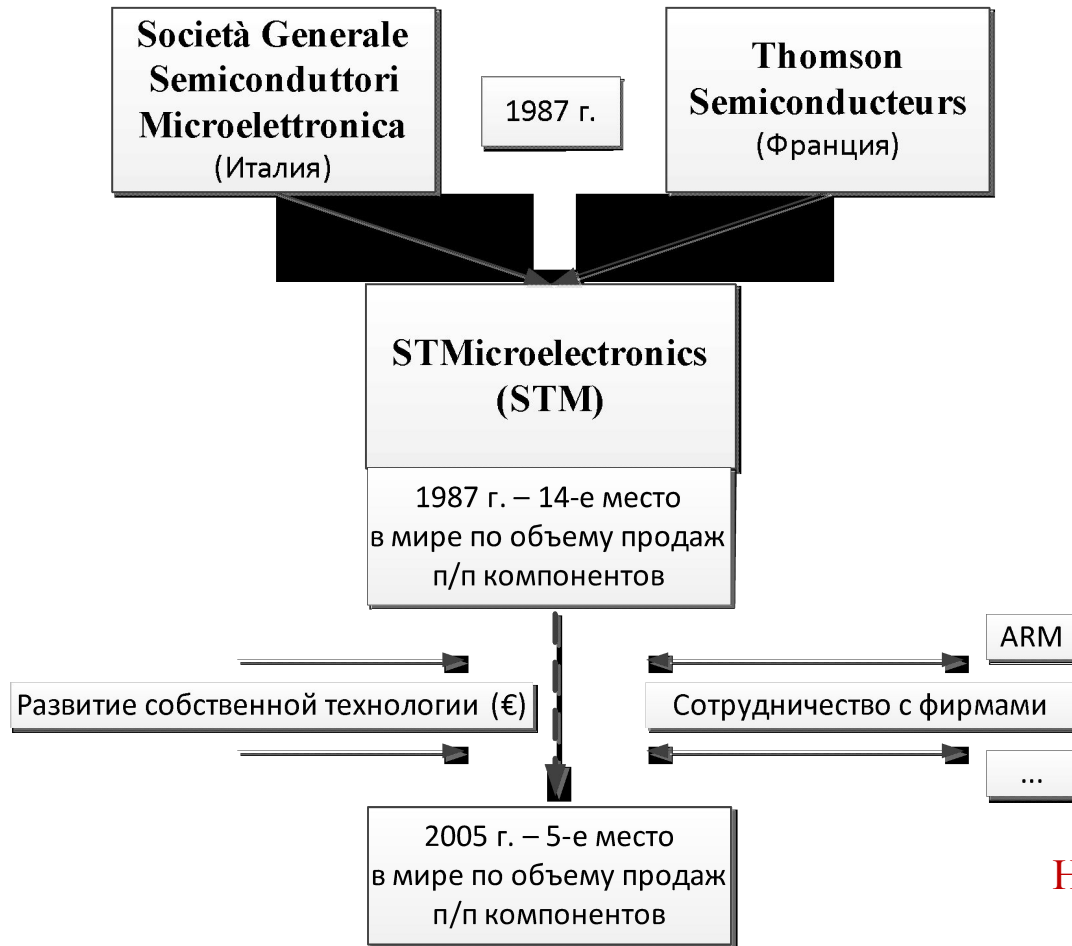 Società Generale
Semiconduttori
Microelettronica
(Италия)
1987 г.
Thomson
Semiconducteurs
(Франция)
STMicroelectronics
(STM)
1987 г. – 14-е место
в мире по объему продаж
п/п компонентов
ARM
Развитие собственной технологии (€)
Сотрудничество с фирмами
...
2005 г. – 5-е место
в мире по объему продаж
п/п компонентов